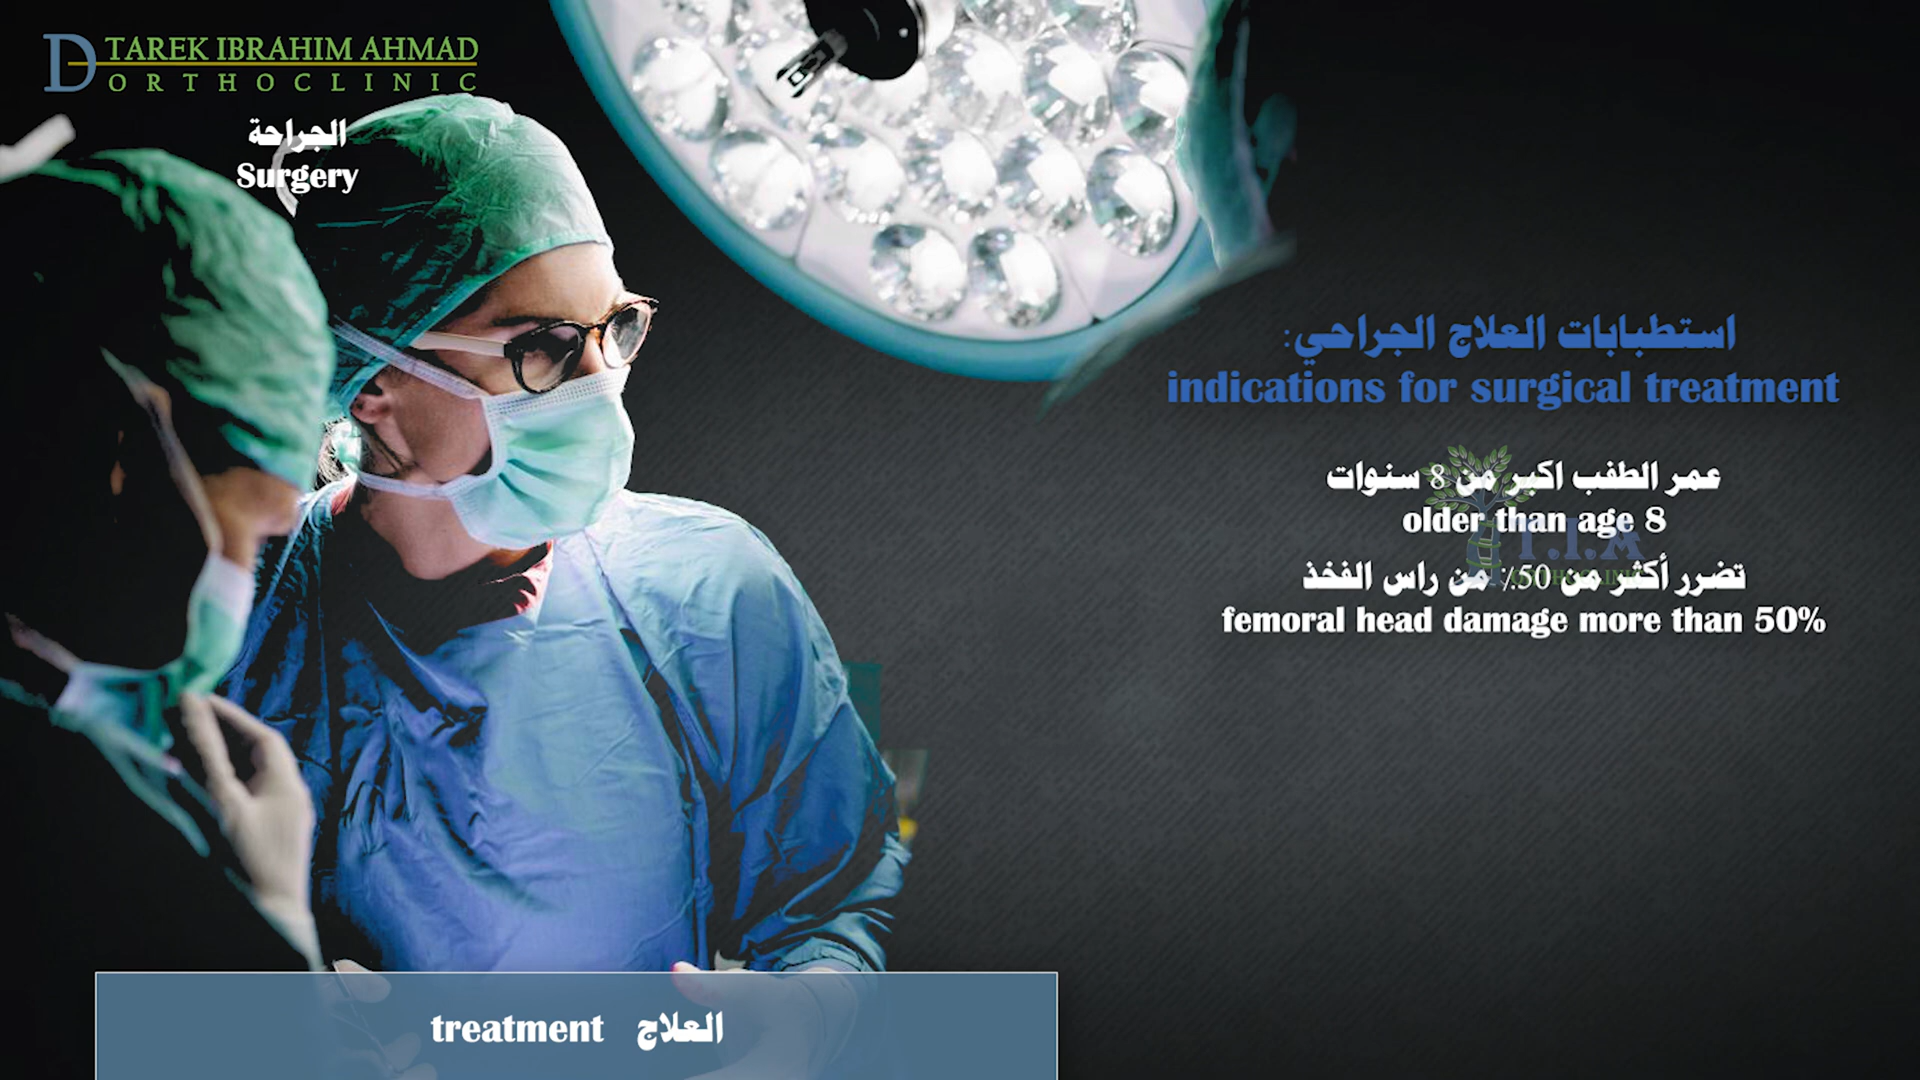 D TAREK IBRAHIM AHMAD
ORTHOCLINIC
الجراحة
Surgery
استطبابات العلاج الجراحي:
indications for surgical treatment
عمر الطفب اكبر من 8 سنوات
older than age 8
T.I.A
تضرر أكثر من 50٪ من راس الفخذ
femoral head damage more than 50%
treatment العلاج